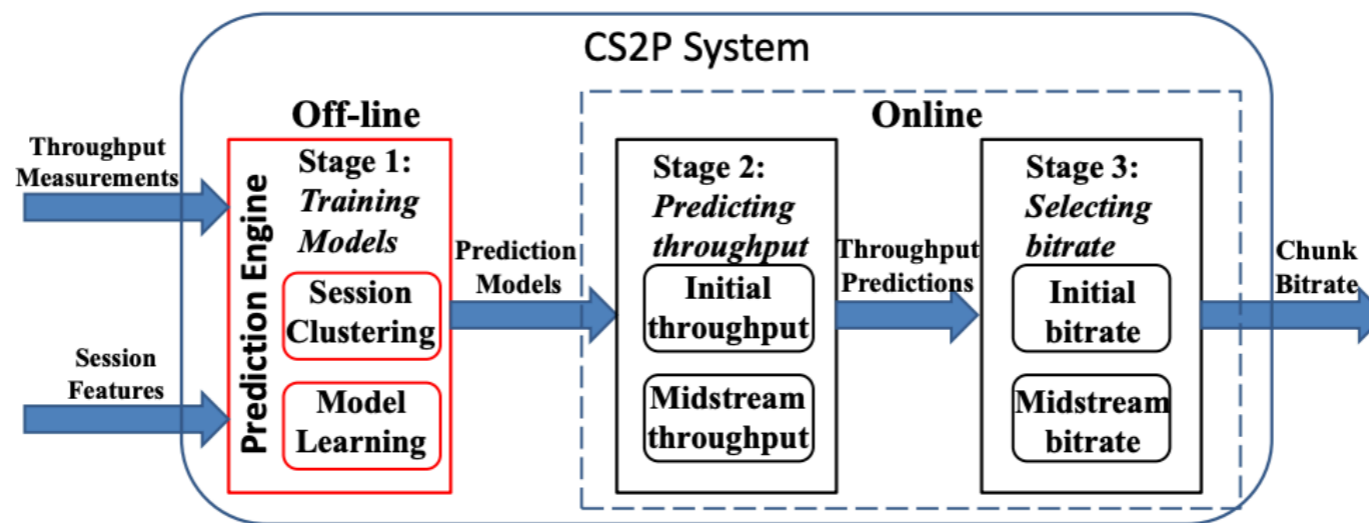 CS2P System
Off-line
Online
Throughput
Measurements
Session
Features
Prediction Engine
Stage 1:
Training
Models
Session
Clustering
Model
Learning
Prediction
Models
Stage 2:
Predicting
throughput
Initial
throughput
Midstream
throughput
Throughput
Predictions
Stage 3:
Selecting
bitrate
Initial
bitrate
Midstream
bitrate
Chunk
Bitrate